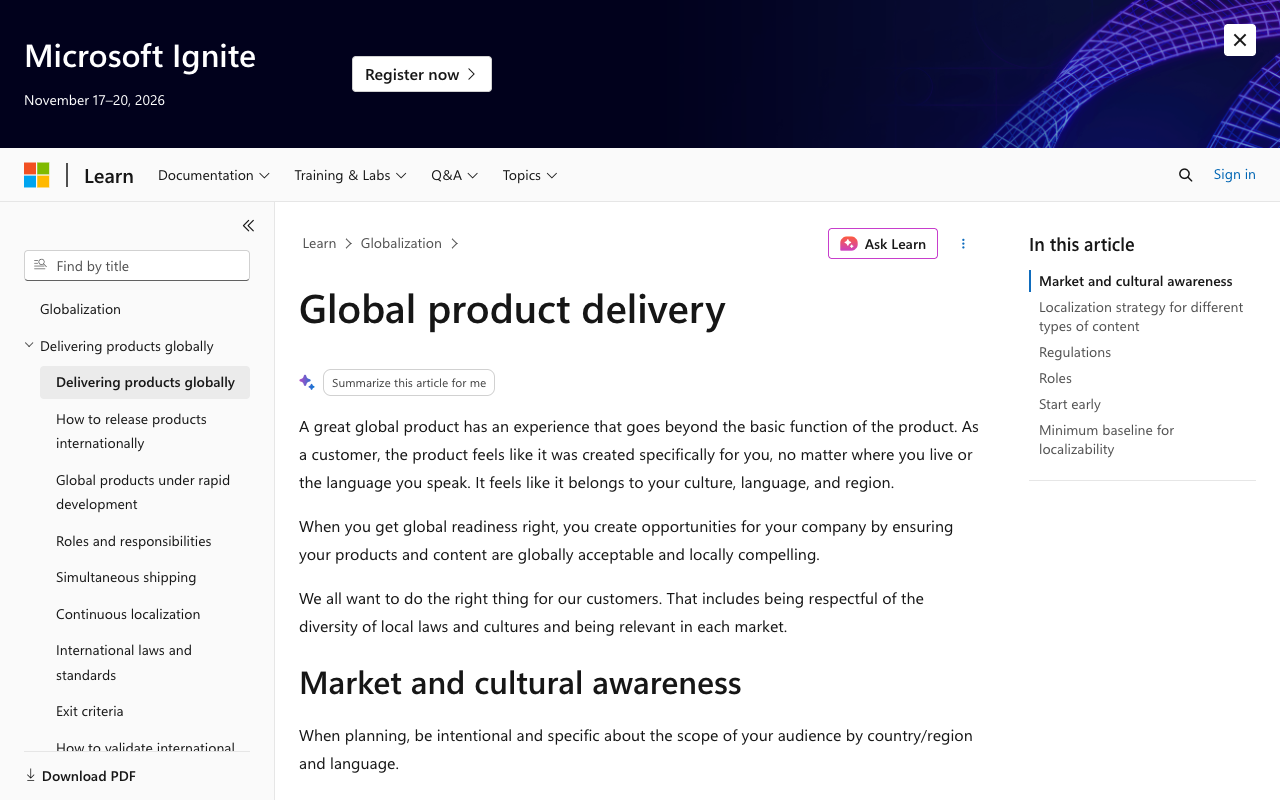 Microsoft Ignite
November 17–20, 2026
Register now
Learn
Documentation
Training & Labs
Q&A
Topics
Sign in
Find by title
Globalization
Delivering products globally
Delivering products globally
How to release products
internationally
Global products under rapid
development
Roles and responsibilities
Simultaneous shipping
Continuous localization
International laws and
standards
Exit criteria
How to validate international
Download PDF
Learn
Globalization
Ask Learn
Global product delivery
Summarize this article for me
A great global product has an experience that goes beyond the basic function of the product. As
a customer, the product feels like it was created specifically for you, no matter where you live or
the language you speak. It feels like it belongs to your culture, language, and region.
When you get global readiness right, you create opportunities for your company by ensuring
your products and content are globally acceptable and locally compelling.
We all want to do the right thing for our customers. That includes being respectful of the
diversity of local laws and cultures and being relevant in each market.
Market and cultural awareness
When planning, be intentional and specific about the scope of your audience by country/region
and language.
In this article
Market and cultural awareness
Localization strategy for different
types of content
Regulations
Roles
Start early
Minimum baseline for
localizability